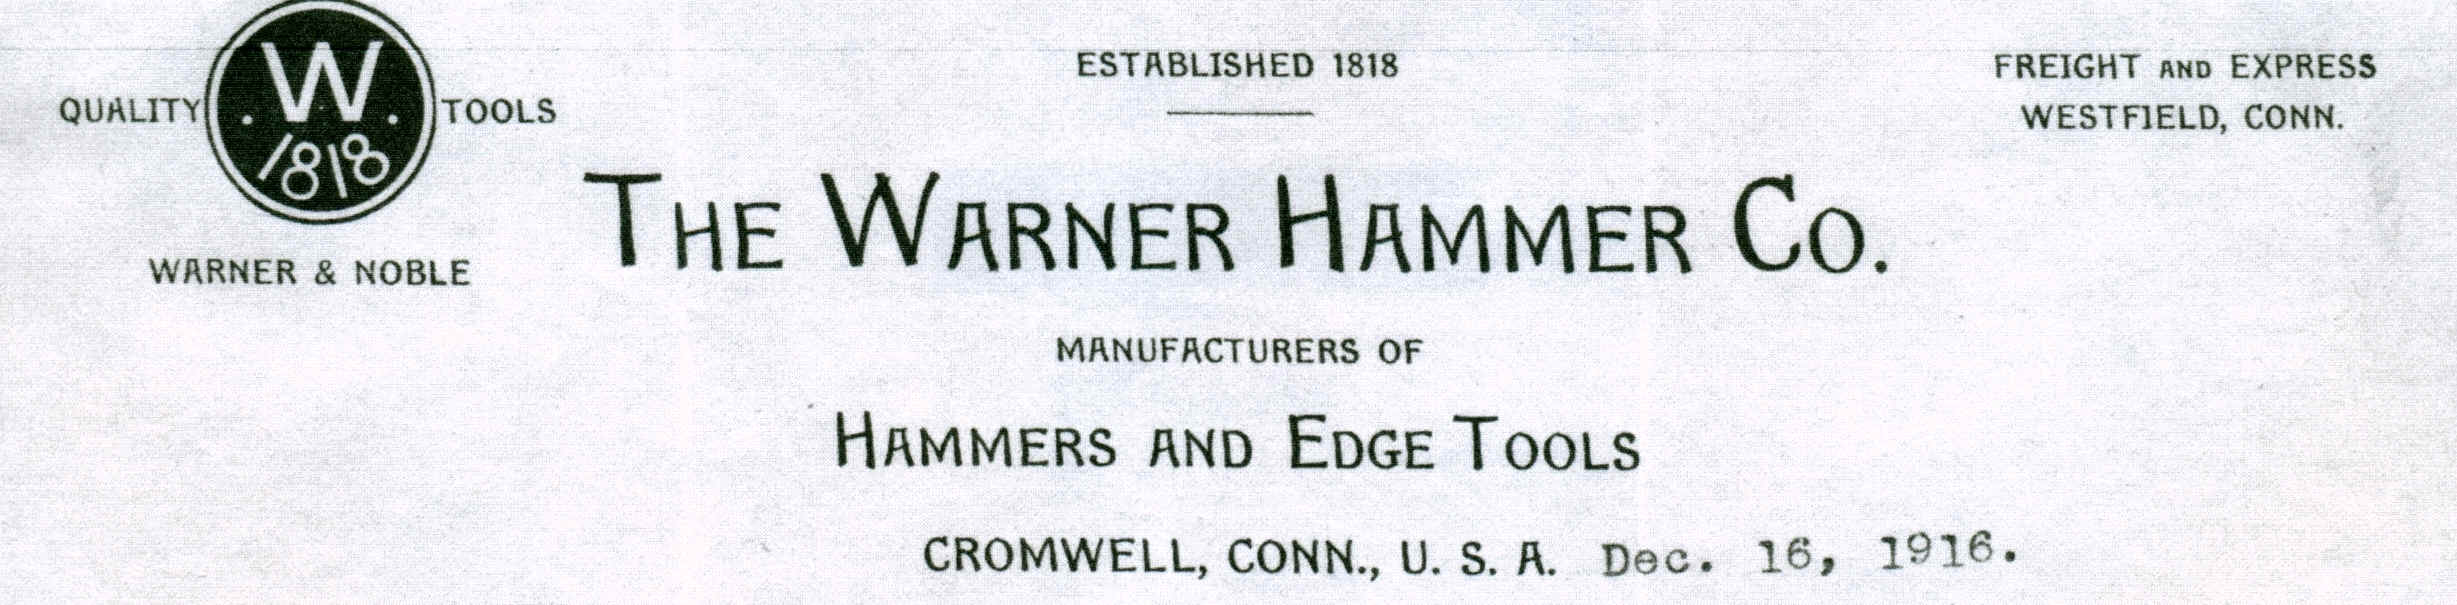 W
1818
QUALITY TOOLS
WARNER & NOBLE
ESTABLISHED 1818
FREIGHT AND EXPRESS
WESTFIELD, CONN.
THE WARNER HAMMER CO.
MANUFACTURERS OF
HAMMERS AND EDGE TOOLS
CROMWELL, CONN., U. S. A. Dec. 16, 1916.